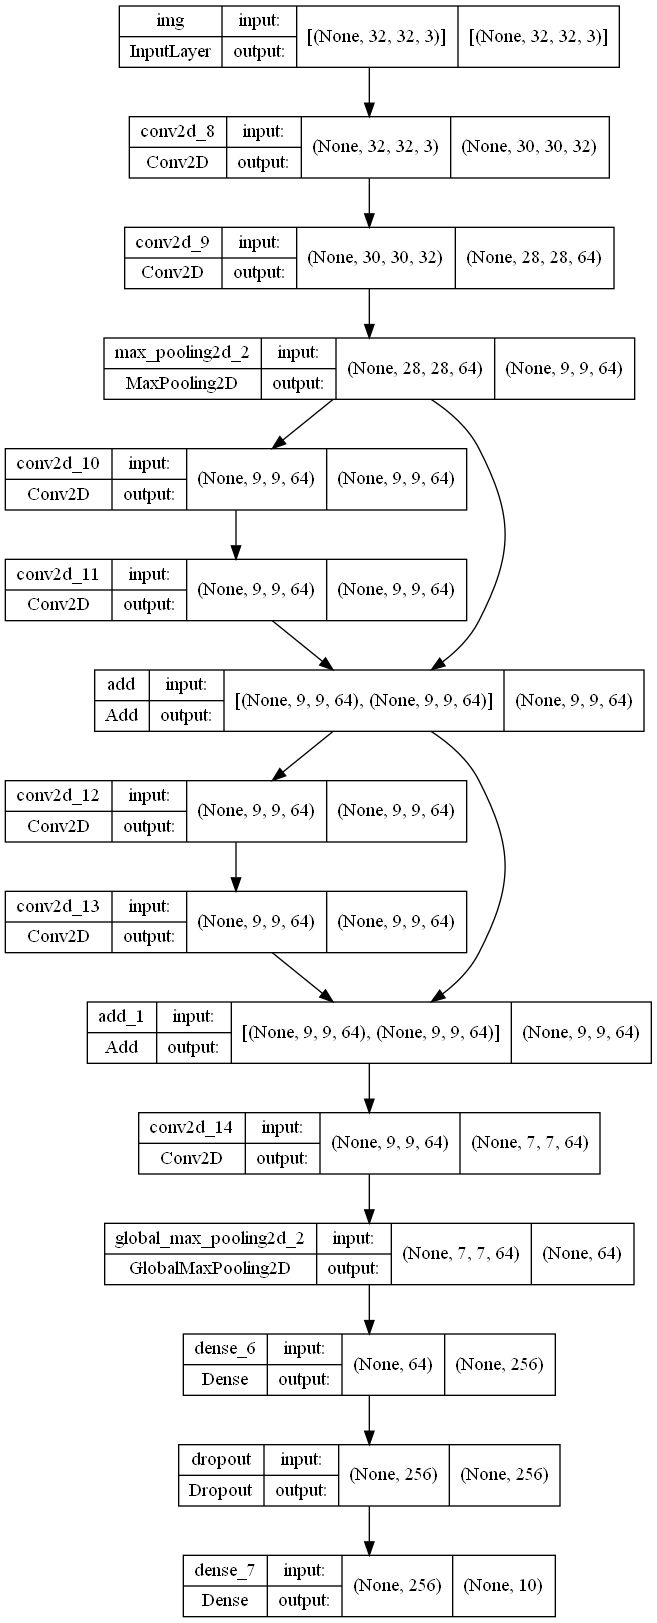 img input: [(None, 32, 32, 3)] [(None, 32, 32, 3)]
InputLayer output:
conv2d_8 input: (None, 32, 32, 3) (None, 30, 30, 32)
Conv2D output:
conv2d_9 input: (None, 30, 30, 32) (None, 28, 28, 64)
Conv2D output:
max_pooling2d_2 input: (None, 28, 28, 64) (None, 9, 9, 64)
MaxPooling2D output:
conv2d_10 input: (None, 9, 9, 64) (None, 9, 9, 64)
Conv2D output:
conv2d_11 input: (None, 9, 9, 64) (None, 9, 9, 64)
Conv2D output:
add input: [(None, 9, 9, 64), (None, 9, 9, 64)] (None, 9, 9, 64)
Add output:
conv2d_12 input: (None, 9, 9, 64) (None, 9, 9, 64)
Conv2D output:
conv2d_13 input: (None, 9, 9, 64) (None, 9, 9, 64)
Conv2D output:
add_1 input: [(None, 9, 9, 64), (None, 9, 9, 64)] (None, 9, 9, 64)
Add output:
conv2d_14 input: (None, 9, 9, 64) (None, 7, 7, 64)
Conv2D output:
global_max_pooling2d_2 input: (None, 7, 7, 64) (None, 64)
GlobalMaxPooling2D output:
dense_6 input: (None, 64) (None, 256)
Dense output:
dropout input: (None, 256) (None, 256)
Dropout output:
dense_7 input: (None, 256) (None, 10)
Dense output: